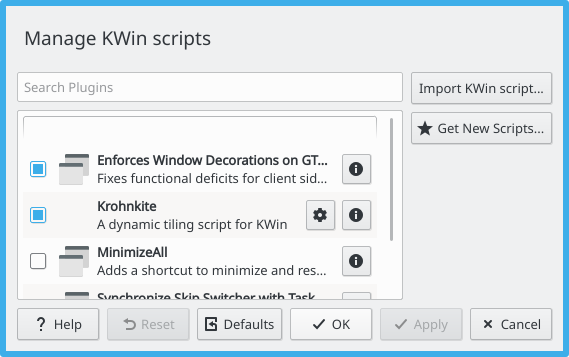 Manage KWin scripts
Search Plugins
Import KWin script...
Get New Scripts...
Enforces Window Decorations on GT...
Fixes functional deficits for client sid...
Krohnkite
A dynamic tiling script for KWin
MinimizeAll
Adds a shortcut to minimize and res...
Synchronize Skip Switcher with Task
Help
Reset
Defaults
OK
Apply
Cancel